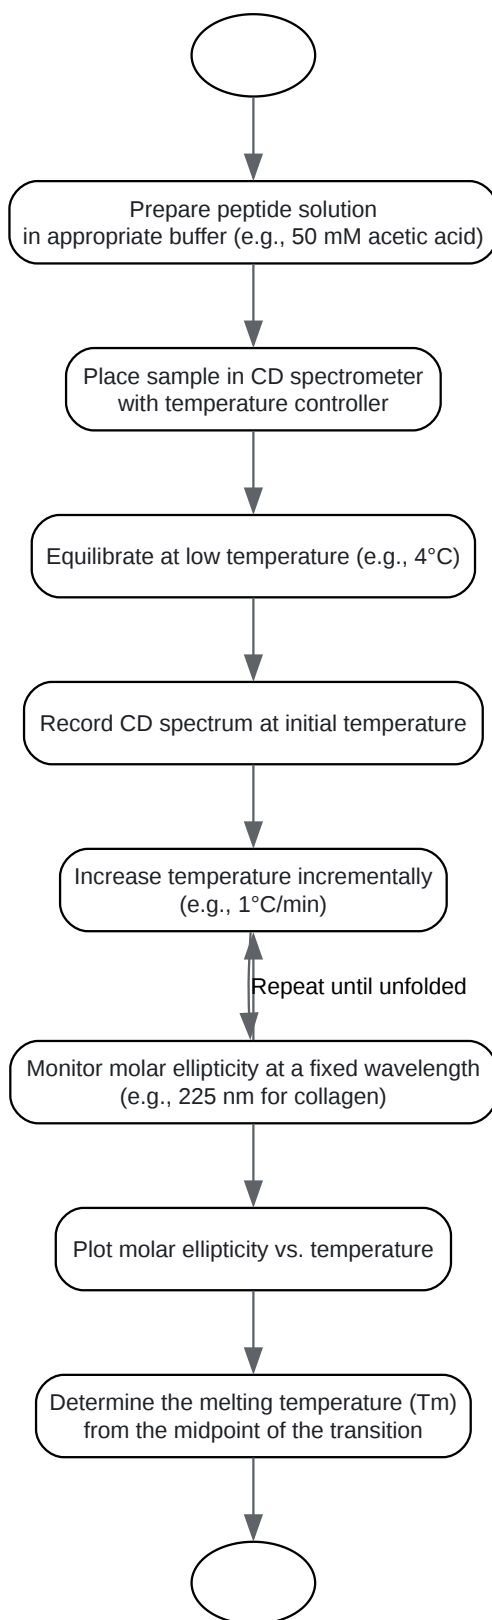 Prepare peptide solution
in appropriate buffer (e.g., 50 mM acetic acid)
Place sample in CD spectrometer
with temperature controller
Equilibrate at low temperature (e.g., 4°C)
Record CD spectrum at initial temperature
Increase temperature incrementally
(e.g., 1°C/min)
Repeat until unfolded
Monitor molar ellipticity at a fixed wavelength
(e.g., 225 nm for collagen)
Plot molar ellipticity vs. temperature
Determine the melting temperature (Tm)
from the midpoint of the transition